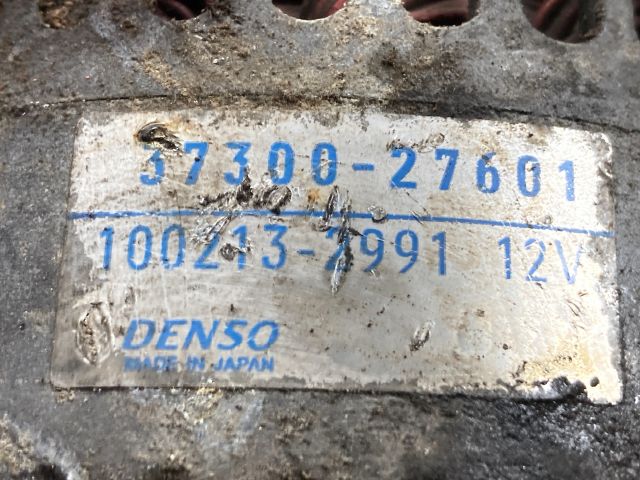 37300-27601
100213-2991 12V
DENSO
MADE IN JAPAN